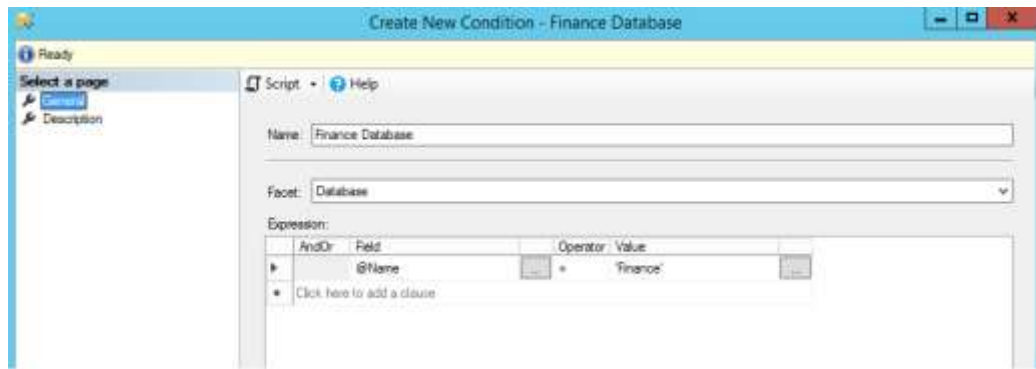 Create New Condition - Finance Database
Ready
Select a page
General
Description
Script Help
Name: Finance Database
Facet: Database
Expression:
AndOr Field Operator Value
@Name ... = 'Finance' ...
Click here to add a clause